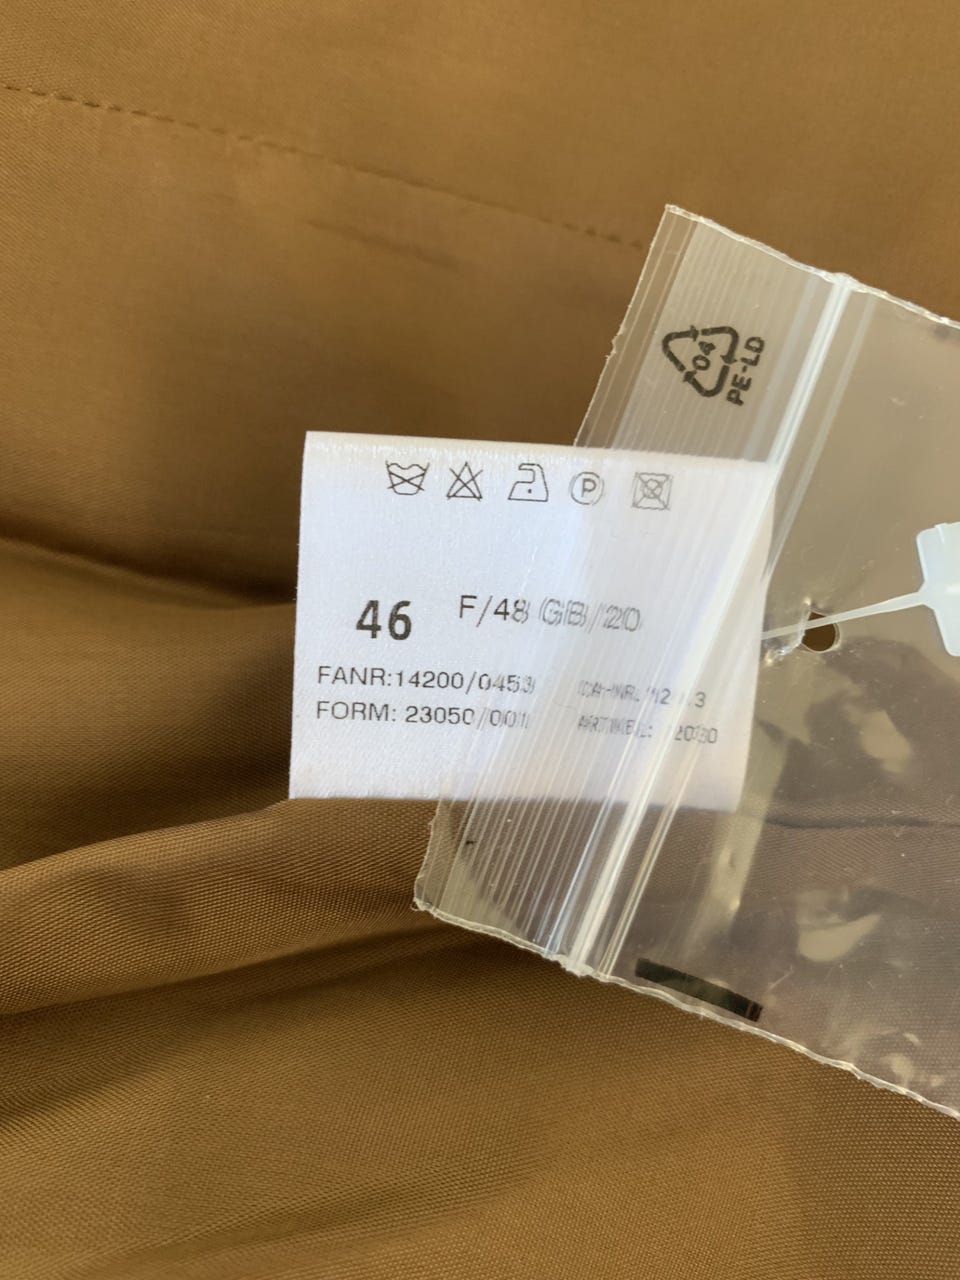 04
PE-LD
P
46 F/48 GB/20
FANR:14200/0453
FORM: 23050/001